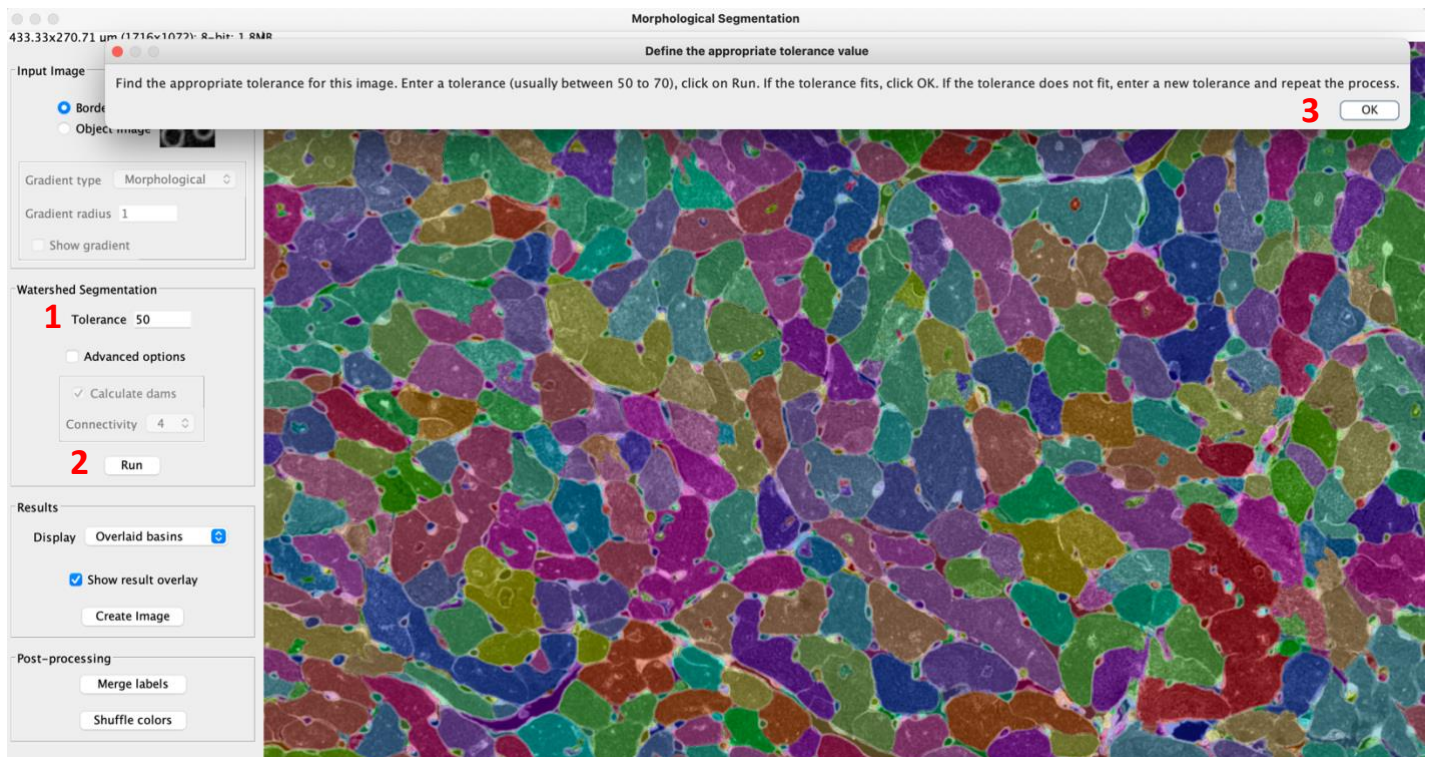 Morphological Segmentation
433.33x270.71 um (1716x1072); 8-bit; 1.8MB
Define the appropriate tolerance value
Find the appropriate tolerance for this image. Enter a tolerance (usually between 50 to 70), click on Run. If the tolerance fits, click OK. If the tolerance does not fit, enter a new tolerance and repeat the process.
3 OK
Input Image
Borde
Object Image
Gradient type Morphological
Gradient radius 1
Show gradient
Watershed Segmentation
1 Tolerance 50
Advanced options
Calculate dams
Connectivity 4
2 Run
Results
Display Overlaid basins
Show result overlay
Create Image
Post-processing
Merge labels
Shuffle colors